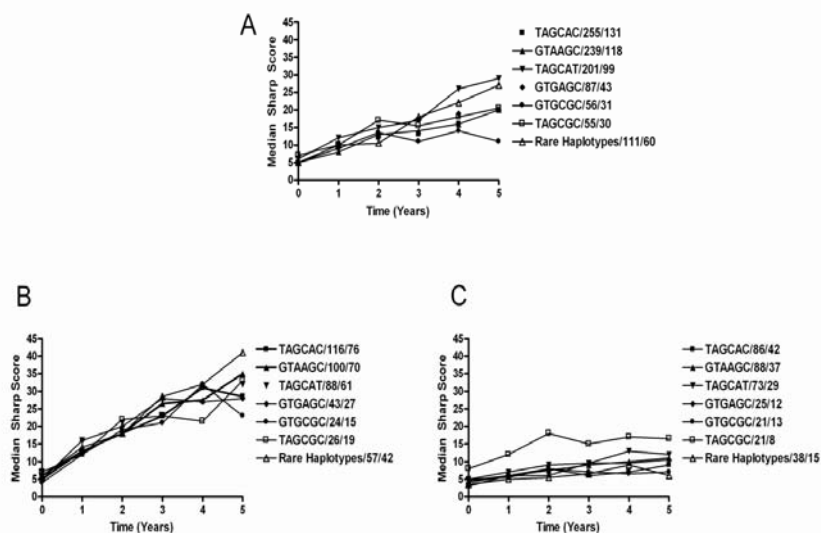 A
Median Sharp Score
45
40
35
30
25
20
15
10
5
0
0 1 2 3 4 5
Time (Years)
TAGCAC/255/131
GTAAGC/239/118
TAGCAT/201/99
GTGAGC/87/43
GTGCGC/56/31
TAGCGC/55/30
Rare Haplotypes/111/60
B
Median Sharp Score
45
40
35
30
25
20
15
10
5
0
0 1 2 3 4 5
Time (Years)
TAGCAC/116/76
GTAAGC/100/70
TAGCAT/88/61
GTGAGC/43/27
GTGCGC/24/15
TAGCGC/26/19
Rare Haplotypes/57/42
C
Median Sharp Score
45
40
35
30
25
20
15
10
5
0
0 1 2 3 4 5
Time (Years)
TAGCAC/86/42
GTAAGC/88/37
TAGCAT/73/29
GTGAGC/25/12
GTGCGC/21/13
TAGCGC/21/8
Rare Haplotypes/38/15